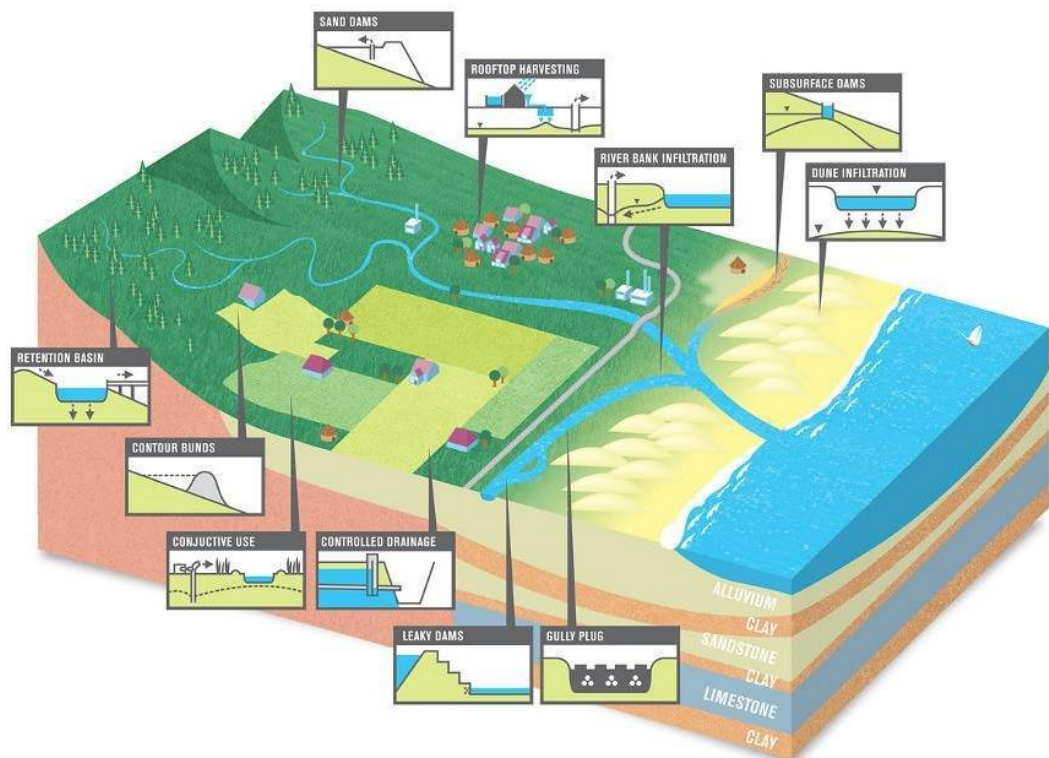 SAND DAMS
ROOFTOP HARVESTING
SUBSURFACE DAMS
RIVER BANK INFILTRATION
DUNE INFILTRATION
RETENTION BASIN
CONTOUR BUNDS
CONJUCTIVE USE
CONTROLLED DRAINAGE
LEAKY DAMS
GULLY PLUG
ALLUVIUM
CLAY
SANDSTONE
CLAY
LIMESTONE
CLAY